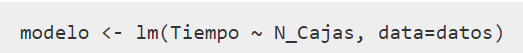 modelo <- lm(Tiempo ~ N_Cajas, data=datos)